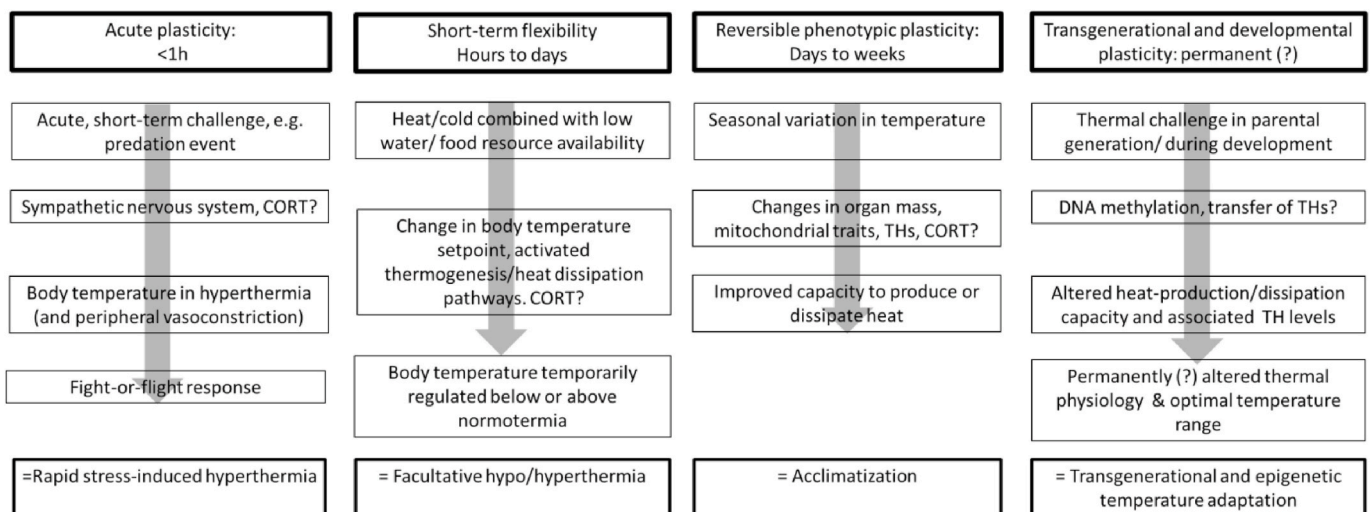 Acute plasticity:
<1h
Acute, short-term challenge, e.g.
predation event
Sympathetic nervous system, CORT?
Body temperature in hyperthermia
(and peripheral vasoconstriction)
Fight-or-flight response
=Rapid stress-induced hyperthermia
Short-term flexibility
Hours to days
Heat/cold combined with low
water/ food resource availability
Change in body temperature
setpoint, activated
thermogenesis/heat dissipation
pathways. CORT?
Body temperature temporarily
regulated below or above
normotermia
= Facultative hypo/hyperthermia
Reversible phenotypic plasticity:
Days to weeks
Seasonal variation in temperature
Changes in organ mass,
mitochondrial traits, THs, CORT?
Improved capacity to produce or
dissipate heat
= Acclimatization
Transgenerational and developmental
plasticity: permanent (?)
Thermal challenge in parental
generation/ during development
DNA methylation, transfer of THs?
Altered heat-production/dissipation
capacity and associated TH levels
Permanently (?) altered thermal
physiology & optimal temperature
range
= Transgenerational and epigenetic
temperature adaptation